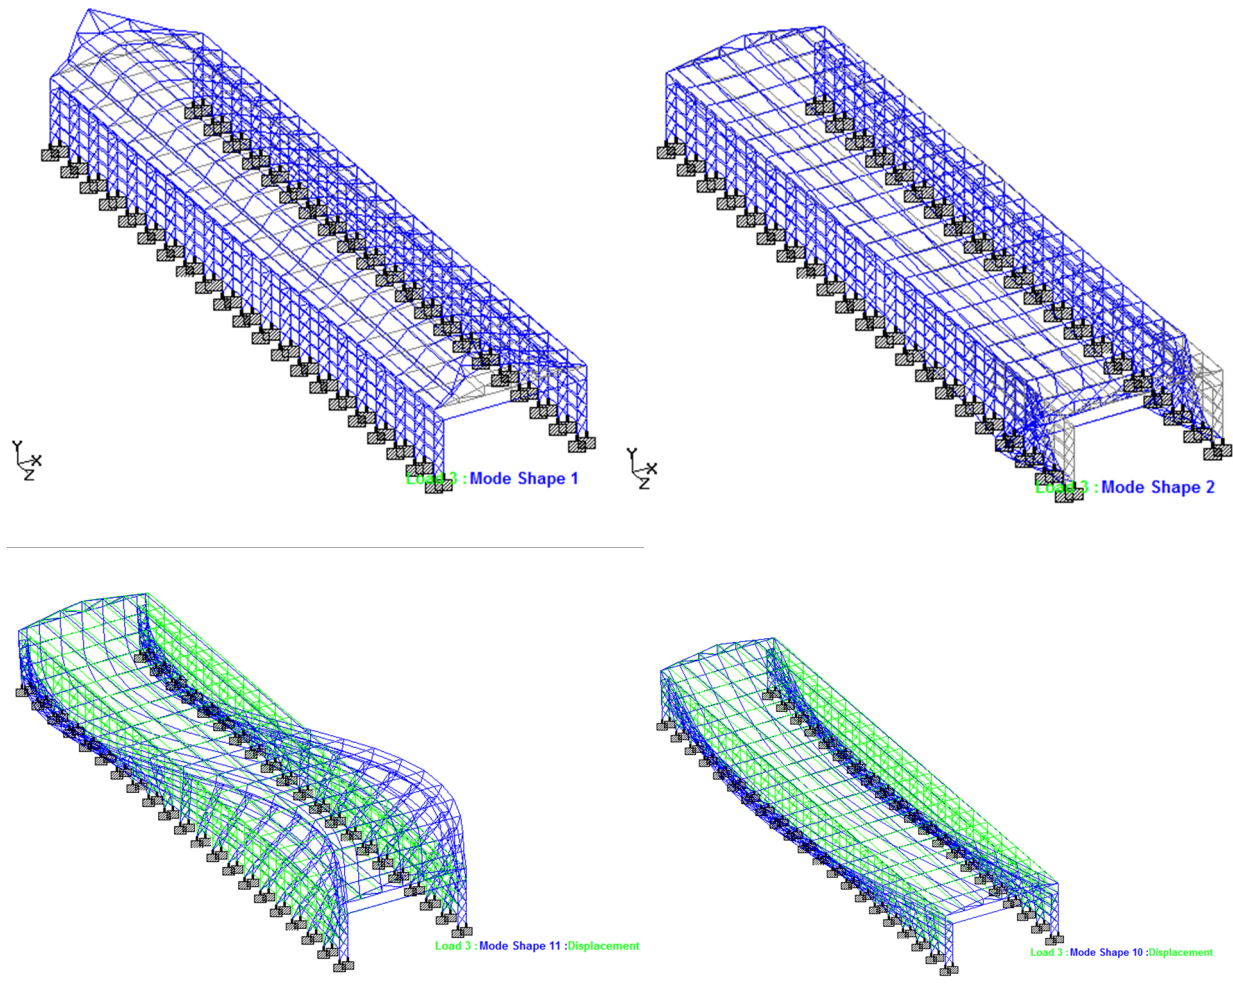 Y
X
Z
Load 3 : Mode Shape 1
Y
X
Z
Load 3 : Mode Shape 2
Load 3 : Mode Shape 11 : Displacement
Load 3 : Mode Shape 10 : Displacement